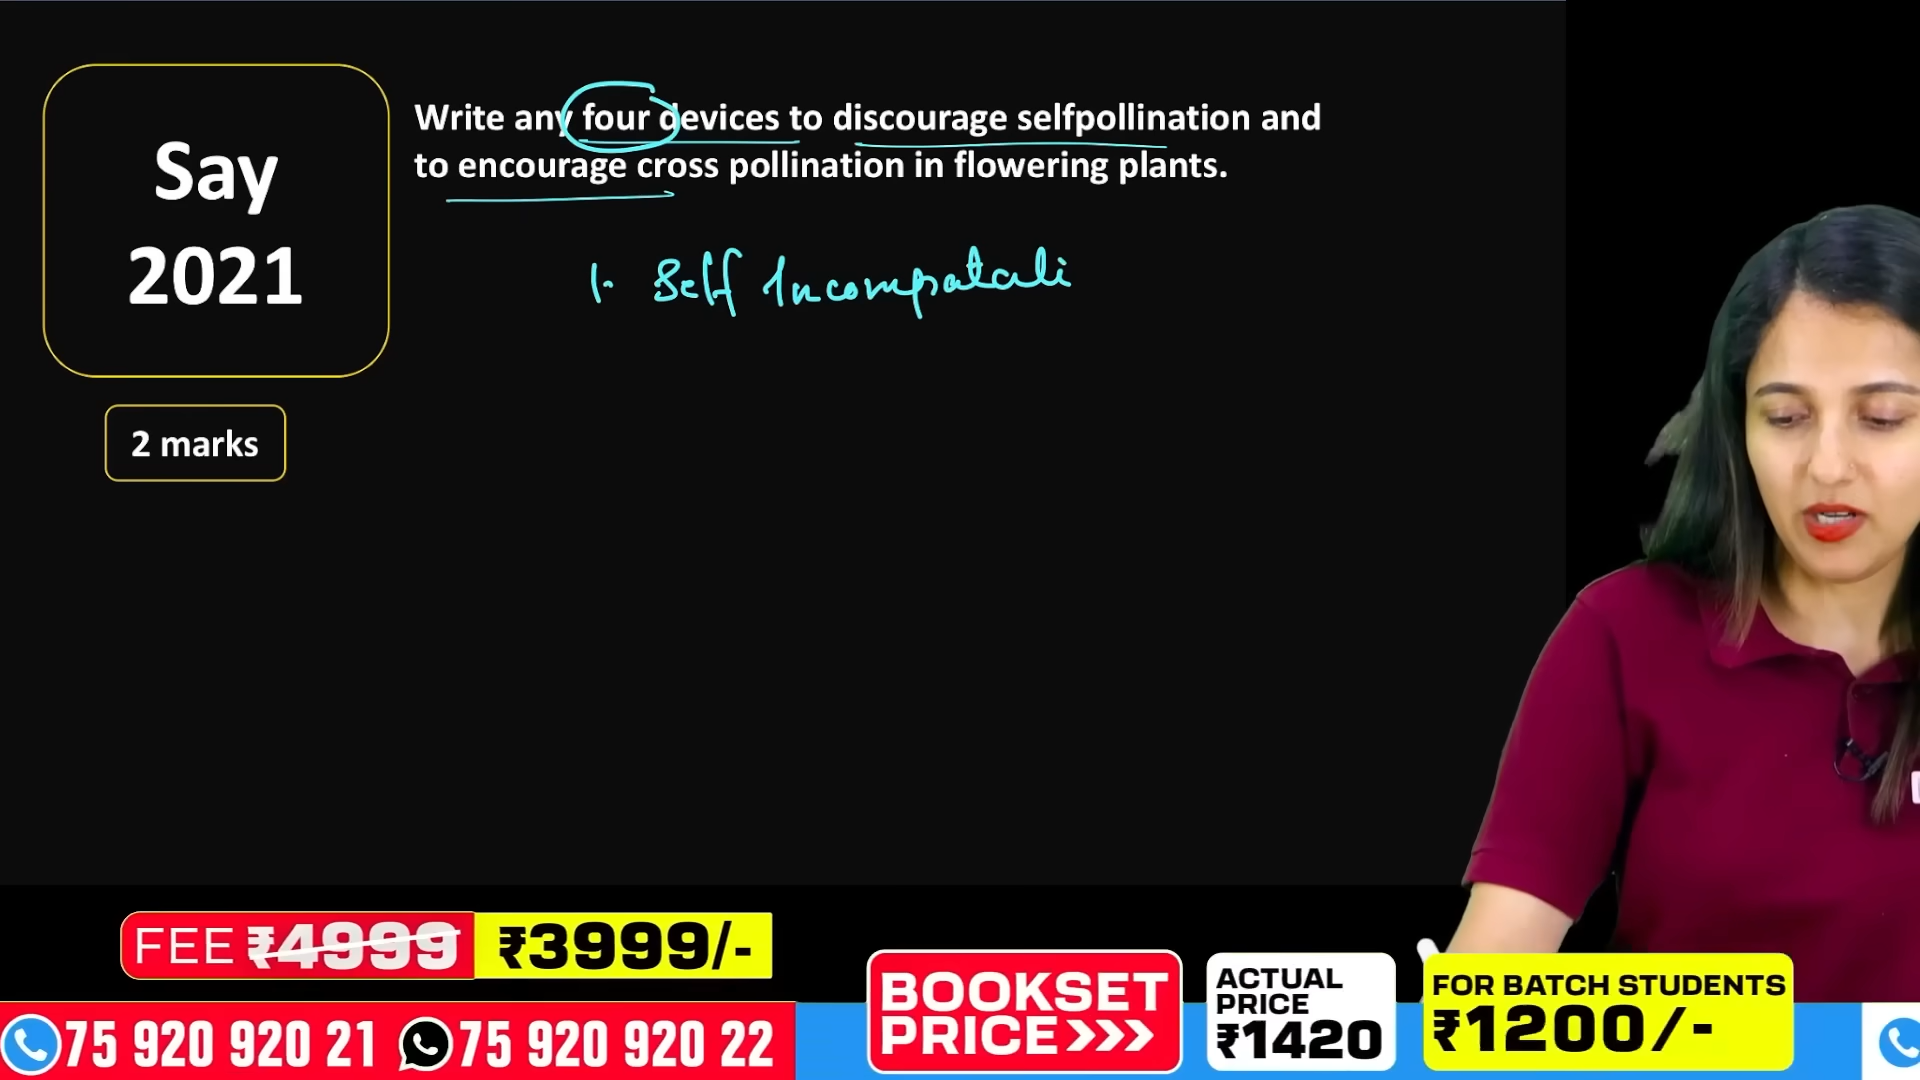 Say
2021
2 marks
Write any four devices to discourage selfpollination and
to encourage cross pollination in flowering plants.
1. Self Incompatali
FEE ₹4999 ₹3999/-
75 920 920 21 75 920 920 22
BOOKSET
PRICE >>>
ACTUAL
PRICE
₹1420
FOR BATCH STUDENTS
₹1200/-